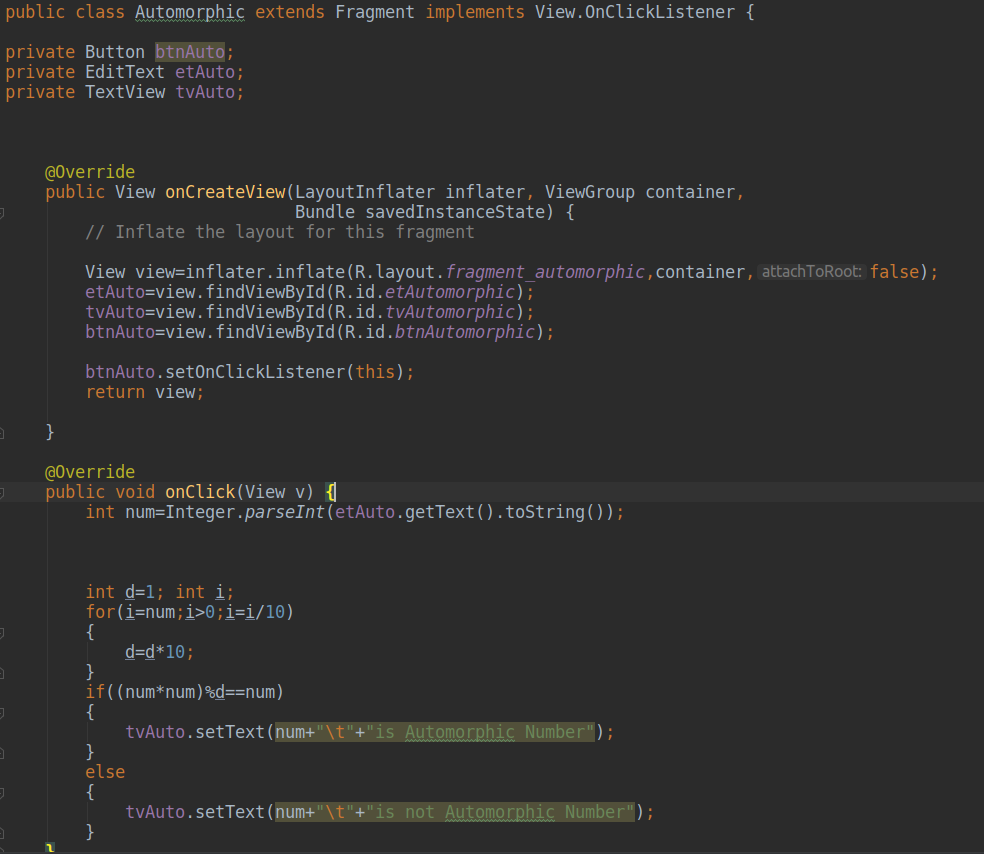 public class Automorphic extends Fragment implements View.OnClickListener {
private Button btnAuto;
private EditText etAuto;
private TextView tvAuto;
@Override
public View onCreateView(LayoutInflater inflater, ViewGroup container,
Bundle savedInstanceState) {
// Inflate the layout for this fragment
View view=inflater.inflate(R.layout.fragment_automorphic,container, attachToRoot: false);
etAuto=view.findViewById(R.id.etAutomorphic);
tvAuto=view.findViewById(R.id.tvAutomorphic);
btnAuto=view.findViewById(R.id.btnAutomorphic);
btnAuto.setOnClickListener(this);
return view;
}
@Override
public void onClick(View v) {
int num=Integer.parseInt(etAuto.getText().toString());
int d=1; int i;
for(i=num;i>0;i=i/10)
{
d=d*10;
}
if((num*num)%d==num)
{
tvAuto.setText(num+"\t"+"is Automorphic Number");
}
else
{
tvAuto.setText(num+"\t"+"is not Automorphic Number");
}
}